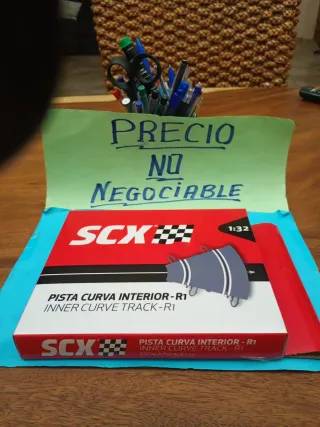 PRECIO
NO
NEGOCIABLE
SCX
1:32
PISTA CURVA INTERIOR-R1
INNER CURVE TRACK-R1
SCX
PISTA CURVA INTERIOR - R1
INNER CURVE TRACK - R1